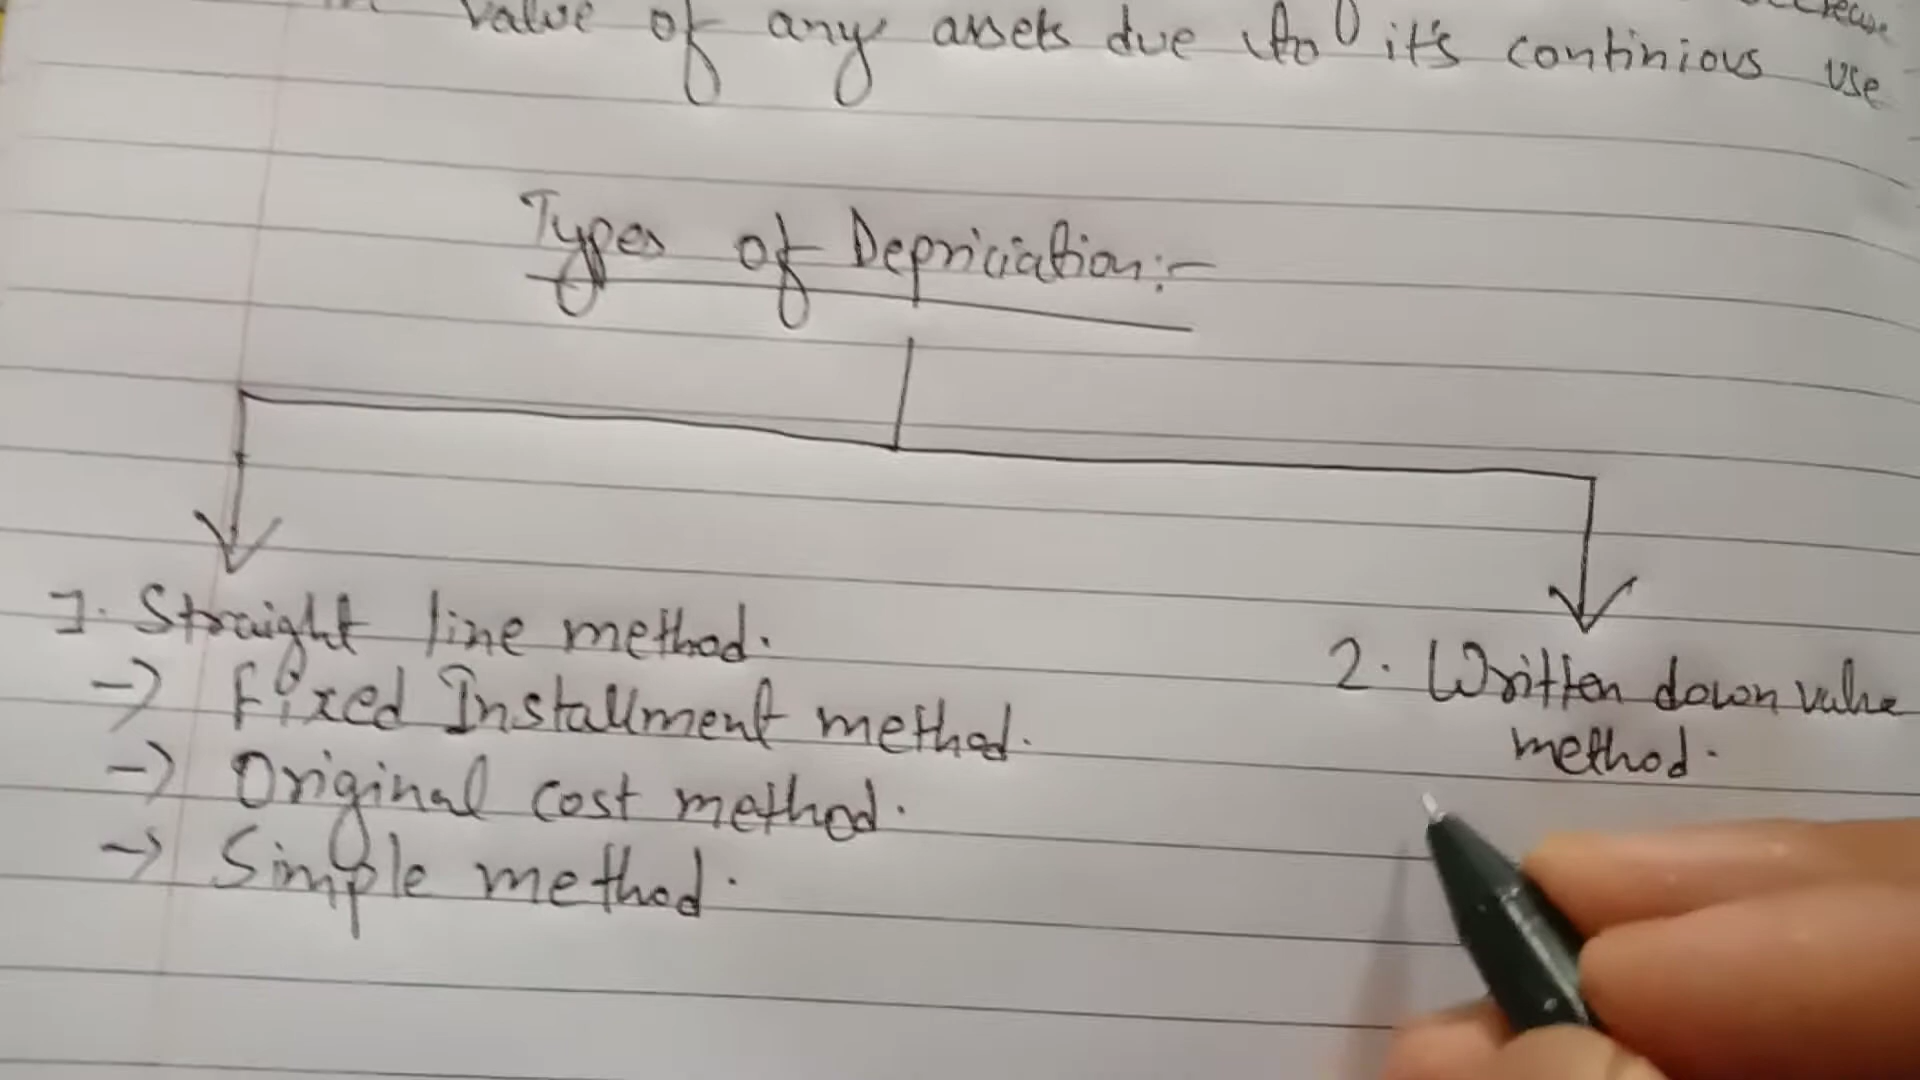 value of any assets due to it's continious use
Types of Depriciation:-
1. Straight line method.
-> Fixed Installment method.
-> Original cost method.
-> Simple method.
2. Written down value
method.